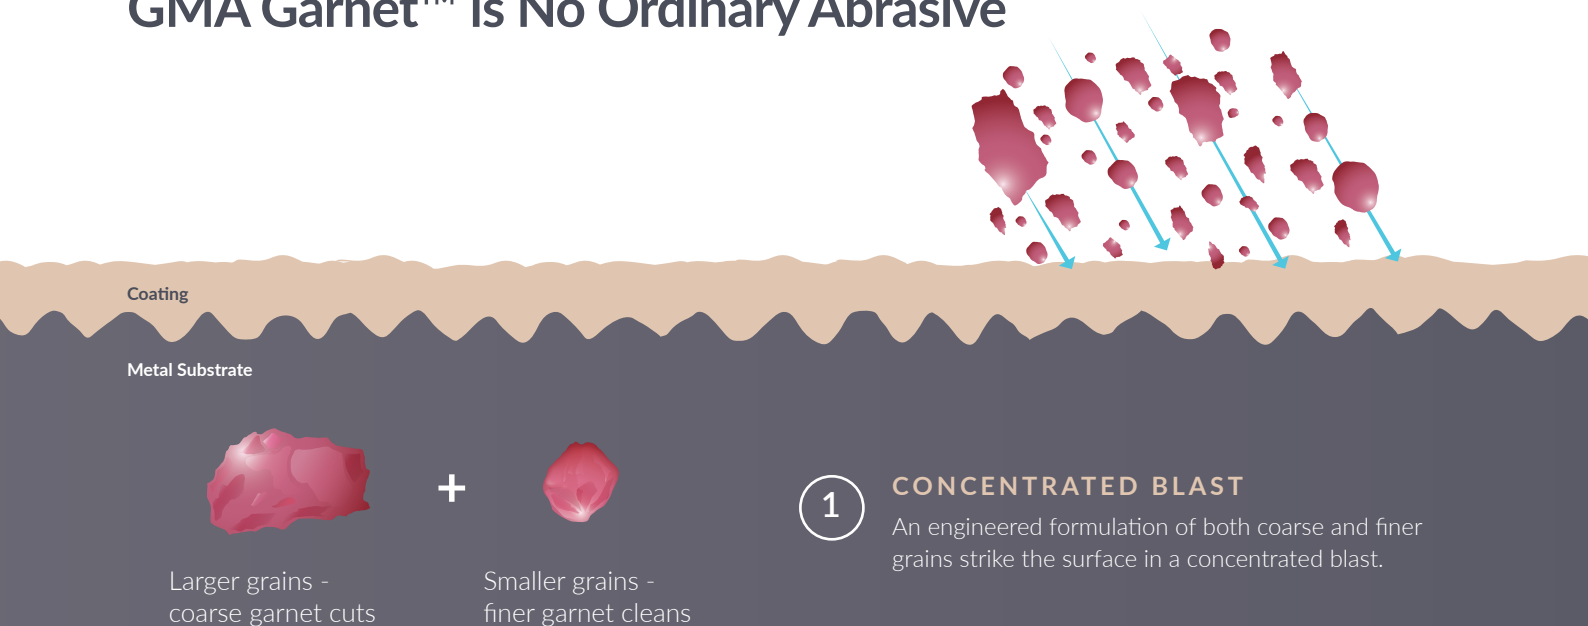 GMA Garnet™ is No Ordinary Abrasive
Coating
Metal Substrate
+
1
CONCENTRATED BLAST
An engineered formulation of both coarse and finer
grains strike the surface in a concentrated blast.
Larger grains -
coarse garnet cuts
Smaller grains -
finer garnet cleans